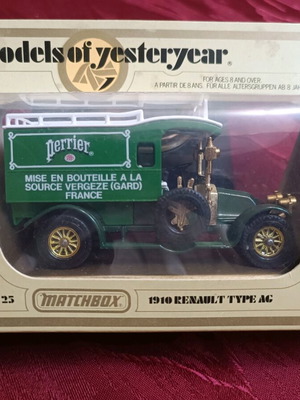 odels of yesteryear®
FOR AGES 8 AND OVER.
A PARTIR DE 8 ANS. FÜR ALLE ALTERSGRUPPEN AB 8 JAH
perrier
MISE EN BOUTEILLE A LA
SOURCE VERGEZE (GARD)
FRANCE
25 MATCHBOX 1910 RENAULT TYPE AG